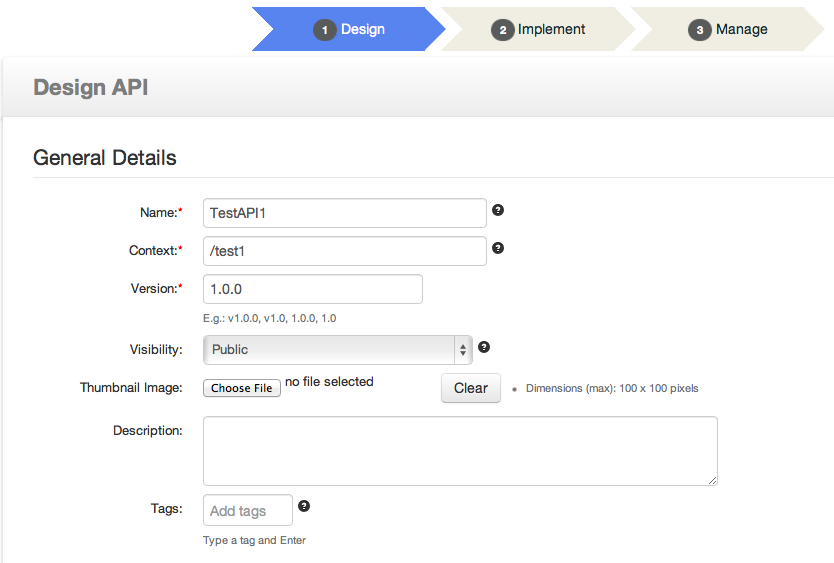 1 Design 2 Implement 3 Manage
Design API
General Details
Name:* TestAPI1 ?
Context:* /test1 ?
Version:* 1.0.0
E.g.: v1.0.0, v1.0, 1.0.0, 1.0
Visibility: Public ?
Thumbnail Image: Choose File no file selected Clear • Dimensions (max): 100 x 100 pixels
Description:
Tags: Add tags ?
Type a tag and Enter